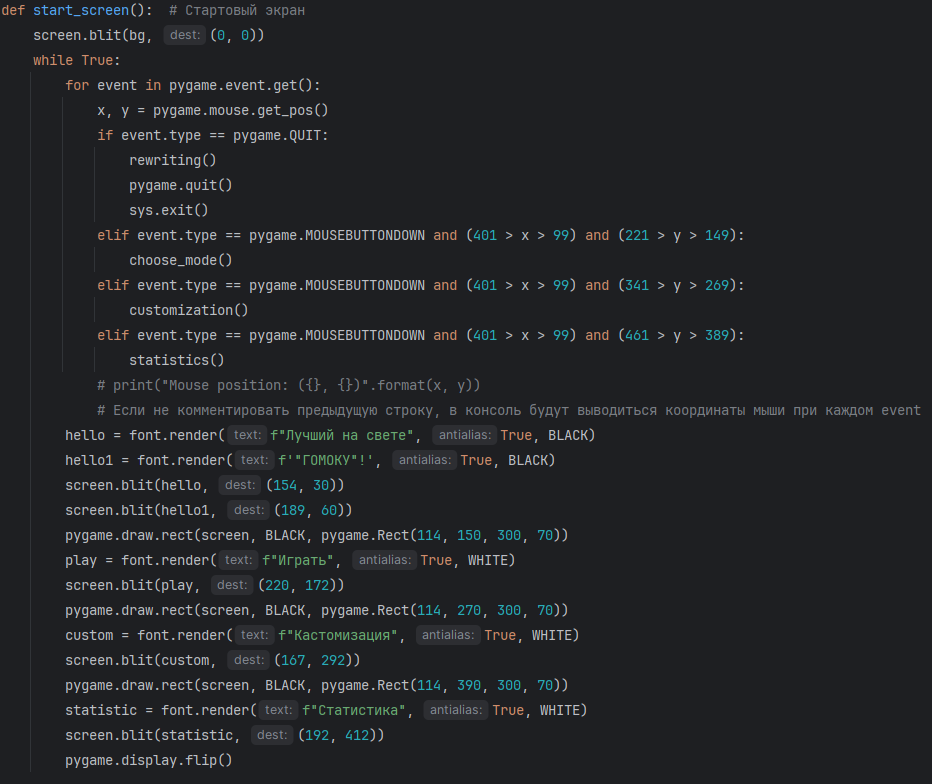 def start_screen():  # Стартовый экран
    screen.blit(bg, dest: (0, 0))
    while True:
        for event in pygame.event.get():
            x, y = pygame.mouse.get_pos()
            if event.type == pygame.QUIT:
                rewriting()
                pygame.quit()
                sys.exit()
            elif event.type == pygame.MOUSEBUTTONDOWN and (401 > x > 99) and (221 > y > 149):
                choose_mode()
            elif event.type == pygame.MOUSEBUTTONDOWN and (401 > x > 99) and (341 > y > 269):
                customization()
            elif event.type == pygame.MOUSEBUTTONDOWN and (401 > x > 99) and (461 > y > 389):
                statistics()
            # print("Mouse position: ({}, {})".format(x, y))
            # Если не комментировать предыдущую строку, в консоль будут выводиться координаты мыши при каждом event
        hello = font.render( text: f"Лучший на свете", antialias: True, BLACK)
        hello1 = font.render( text: f'"ГОМОКУ"!', antialias: True, BLACK)
        screen.blit(hello, dest: (154, 30))
        screen.blit(hello1, dest: (189, 60))
        pygame.draw.rect(screen, BLACK, pygame.Rect(114, 150, 300, 70))
        play = font.render( text: f"Играть", antialias: True, WHITE)
        screen.blit(play, dest: (220, 172))
        pygame.draw.rect(screen, BLACK, pygame.Rect(114, 270, 300, 70))
        custom = font.render( text: f"Кастомизация", antialias: True, WHITE)
        screen.blit(custom, dest: (167, 292))
        pygame.draw.rect(screen, BLACK, pygame.Rect(114, 390, 300, 70))
        statistic = font.render( text: f"Статистика", antialias: True, WHITE)
        screen.blit(statistic, dest: (192, 412))
        pygame.display.flip()